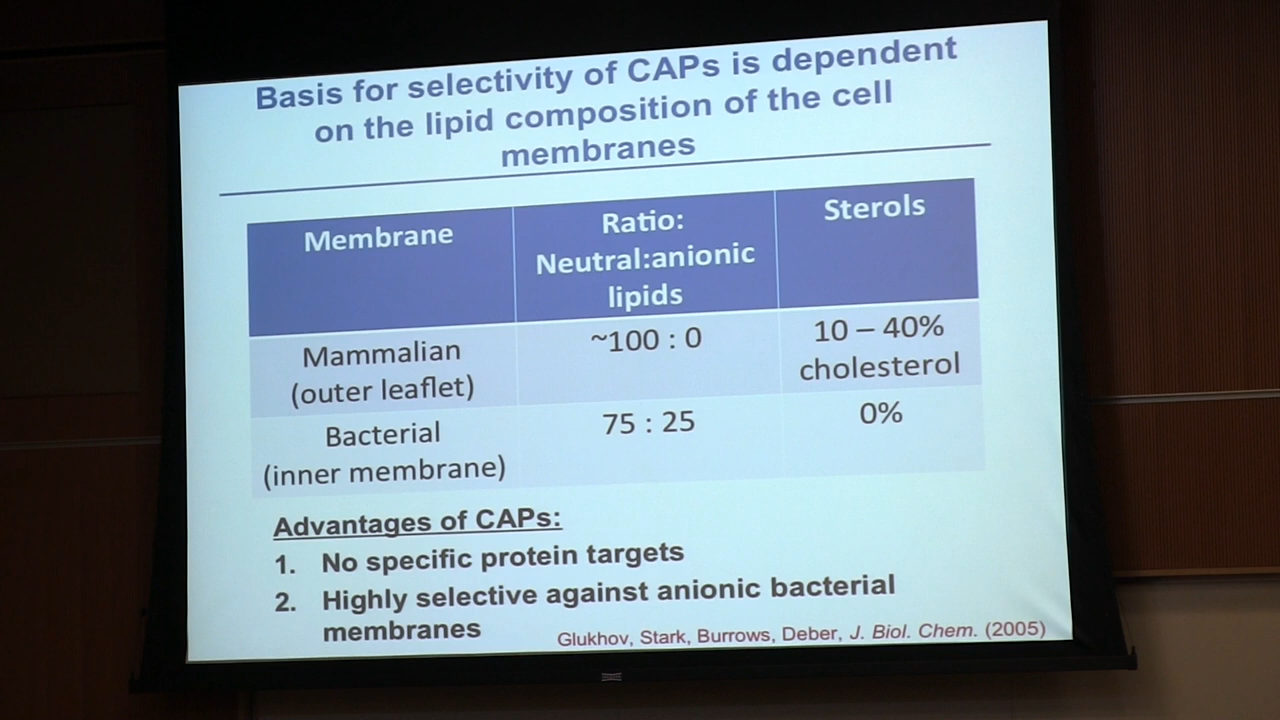 Basis for selectivity of CAPs is dependent
on the lipid composition of the cell
membranes
Membrane
Ratio:
Neutral:anionic
lipids
Sterols
Mammalian
(outer leaflet)
~100 : 0
10 – 40%
cholesterol
Bacterial
(inner membrane)
75 : 25
0%
Advantages of CAPs:
1. No specific protein targets
2. Highly selective against anionic bacterial
membranes
Glukhov, Stark, Burrows, Deber, J. Biol. Chem. (2005)